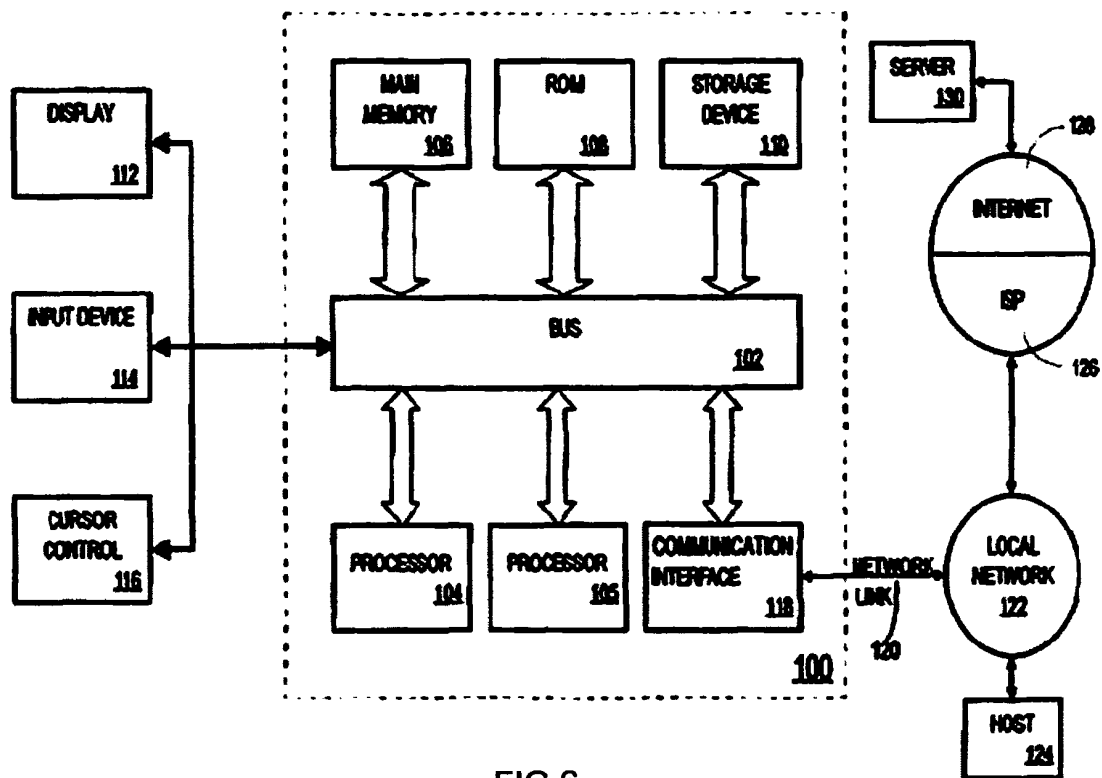 DISPLAY
112
INPUT DEVICE
114
CURSOR
CONTROL
116
MAIN
MEMORY
106
ROM
108
STORAGE
DEVICE
110
BUS
102
PROCESSOR
104
PROCESSOR
105
COMMUNICATION
INTERFACE
118
100
NETWORK
LINK
120
SERVER
130
128
INTERNET
ISP
126
LOCAL
NETWORK
122
HOST
124
FIG 6